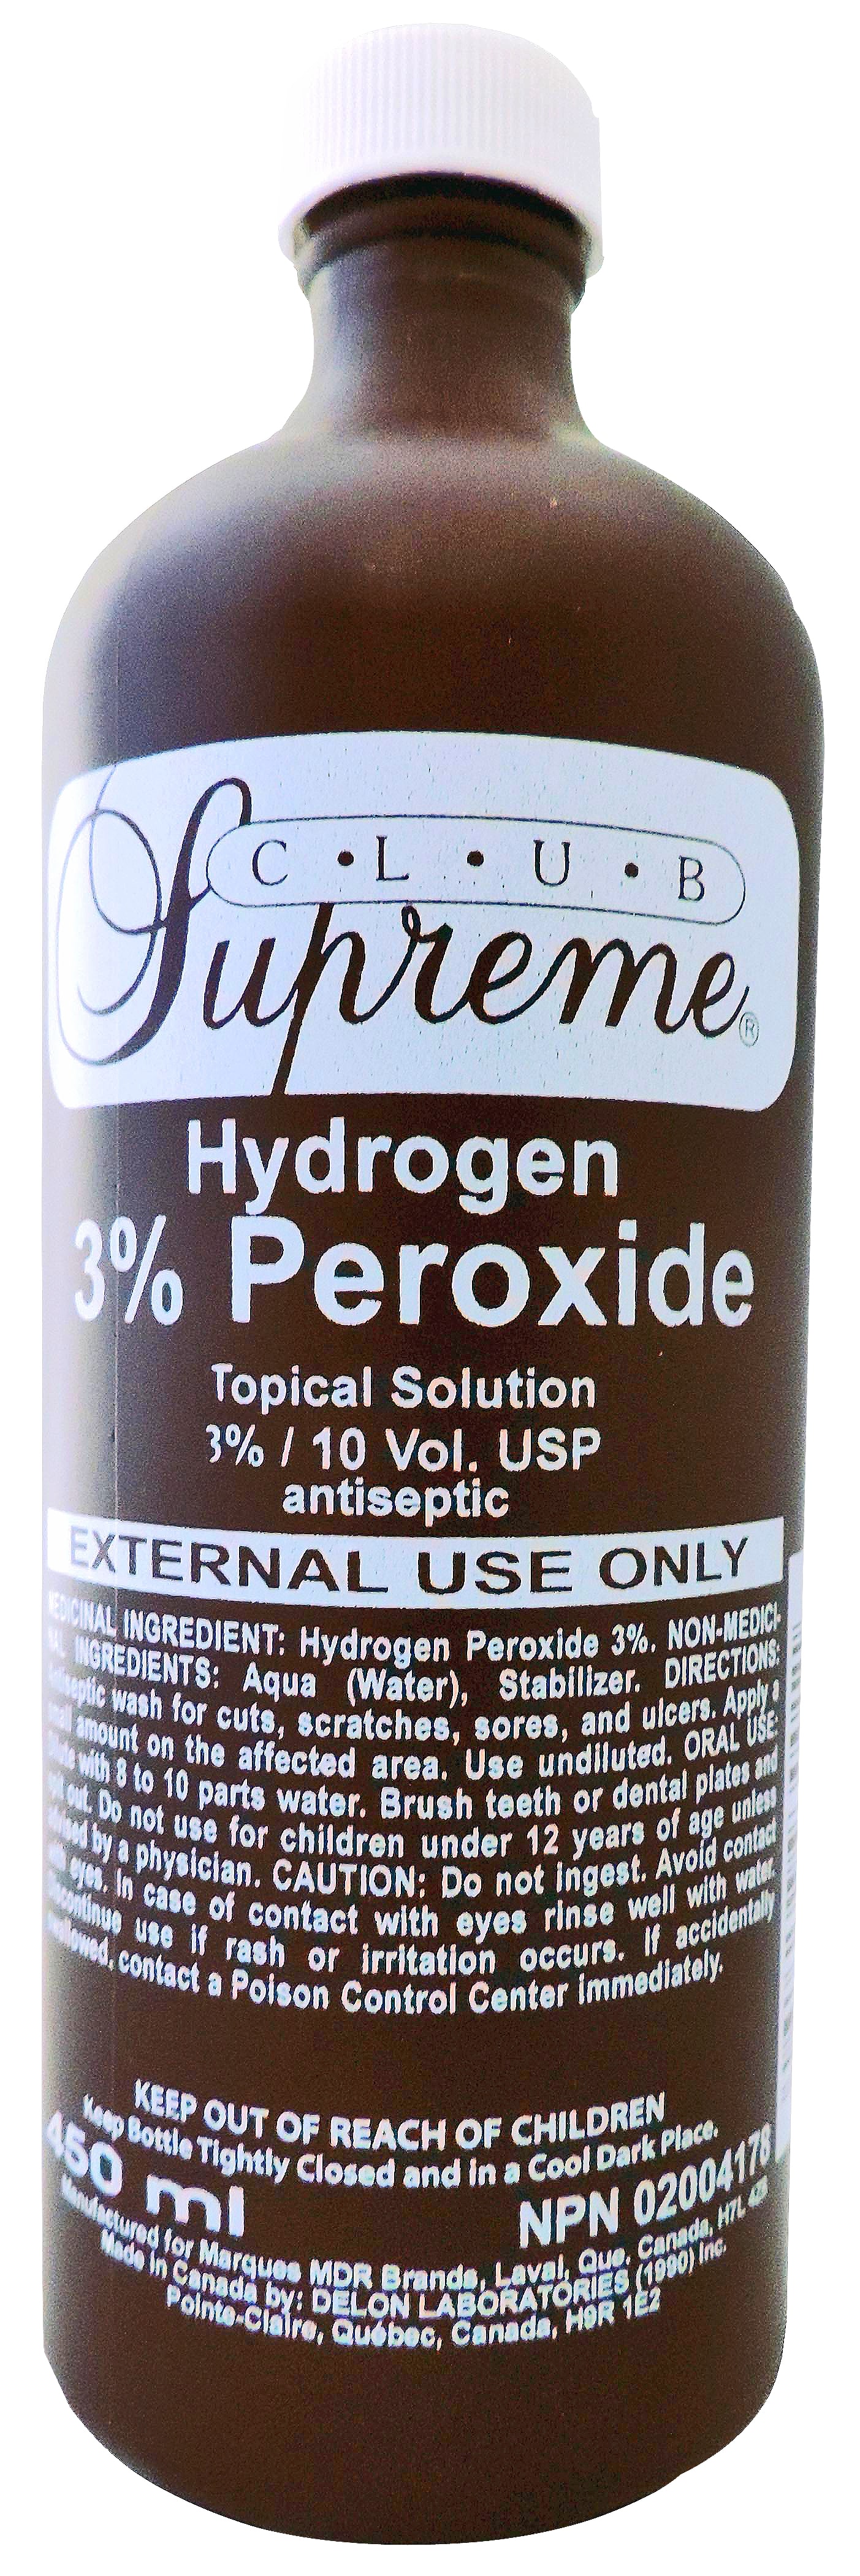 C•L•U•B
Supreme®
Hydrogen
3% Peroxide
Topical Solution
3% / 10 Vol. USP
antiseptic
EXTERNAL USE ONLY
MEDICINAL INGREDIENT: Hydrogen Peroxide 3%. NON-MEDICI-
NAL INGREDIENTS: Aqua (Water), Stabilizer. DIRECTIONS:
Antiseptic wash for cuts, scratches, sores, and ulcers. Apply a
small amount on the affected area. Use undiluted. ORAL USE:
Dilute with 8 to 10 parts water. Brush teeth or dental plates and
out. Do not use for children under 12 years of age unless
advised by a physician. CAUTION: Do not ingest. Avoid contact
with eyes. In case of contact with eyes rinse well with water.
Discontinue use if rash or irritation occurs. If accidentally
swallowed, contact a Poison Control Center immediately.
KEEP OUT OF REACH OF CHILDREN
Keep Bottle Tightly Closed and in a Cool Dark Place.
450 ml NPN 02004178
Manufactured for Marques MDR Brands, Laval, Que, Canada, H7L
Made in Canada by: DELON LABORATORIES (1990) Inc.
Pointe-Claire, Québec, Canada, H9R 1E2